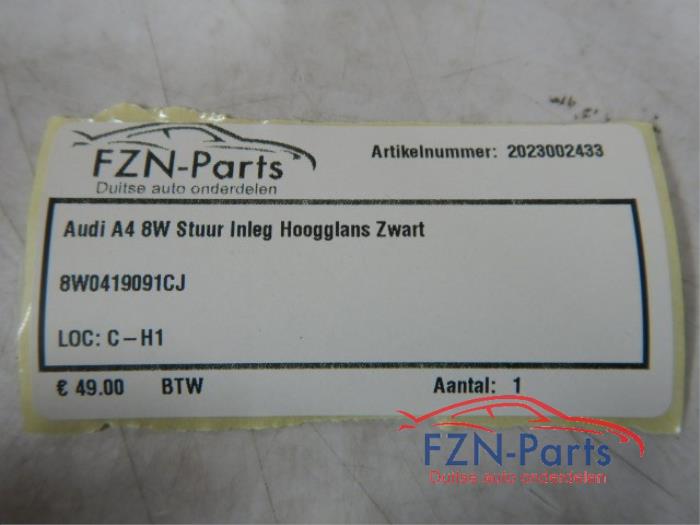 FZN-Parts
Duitse auto onderdelen
Artikelnummer: 2023002433
Audi A4 8W Stuur Inleg Hoogglans Zwart
8W0419091CJ
LOC: C-H1
€ 49.00 BTW Aantal: 1
FZN-Parts
Duitse auto onderdelen